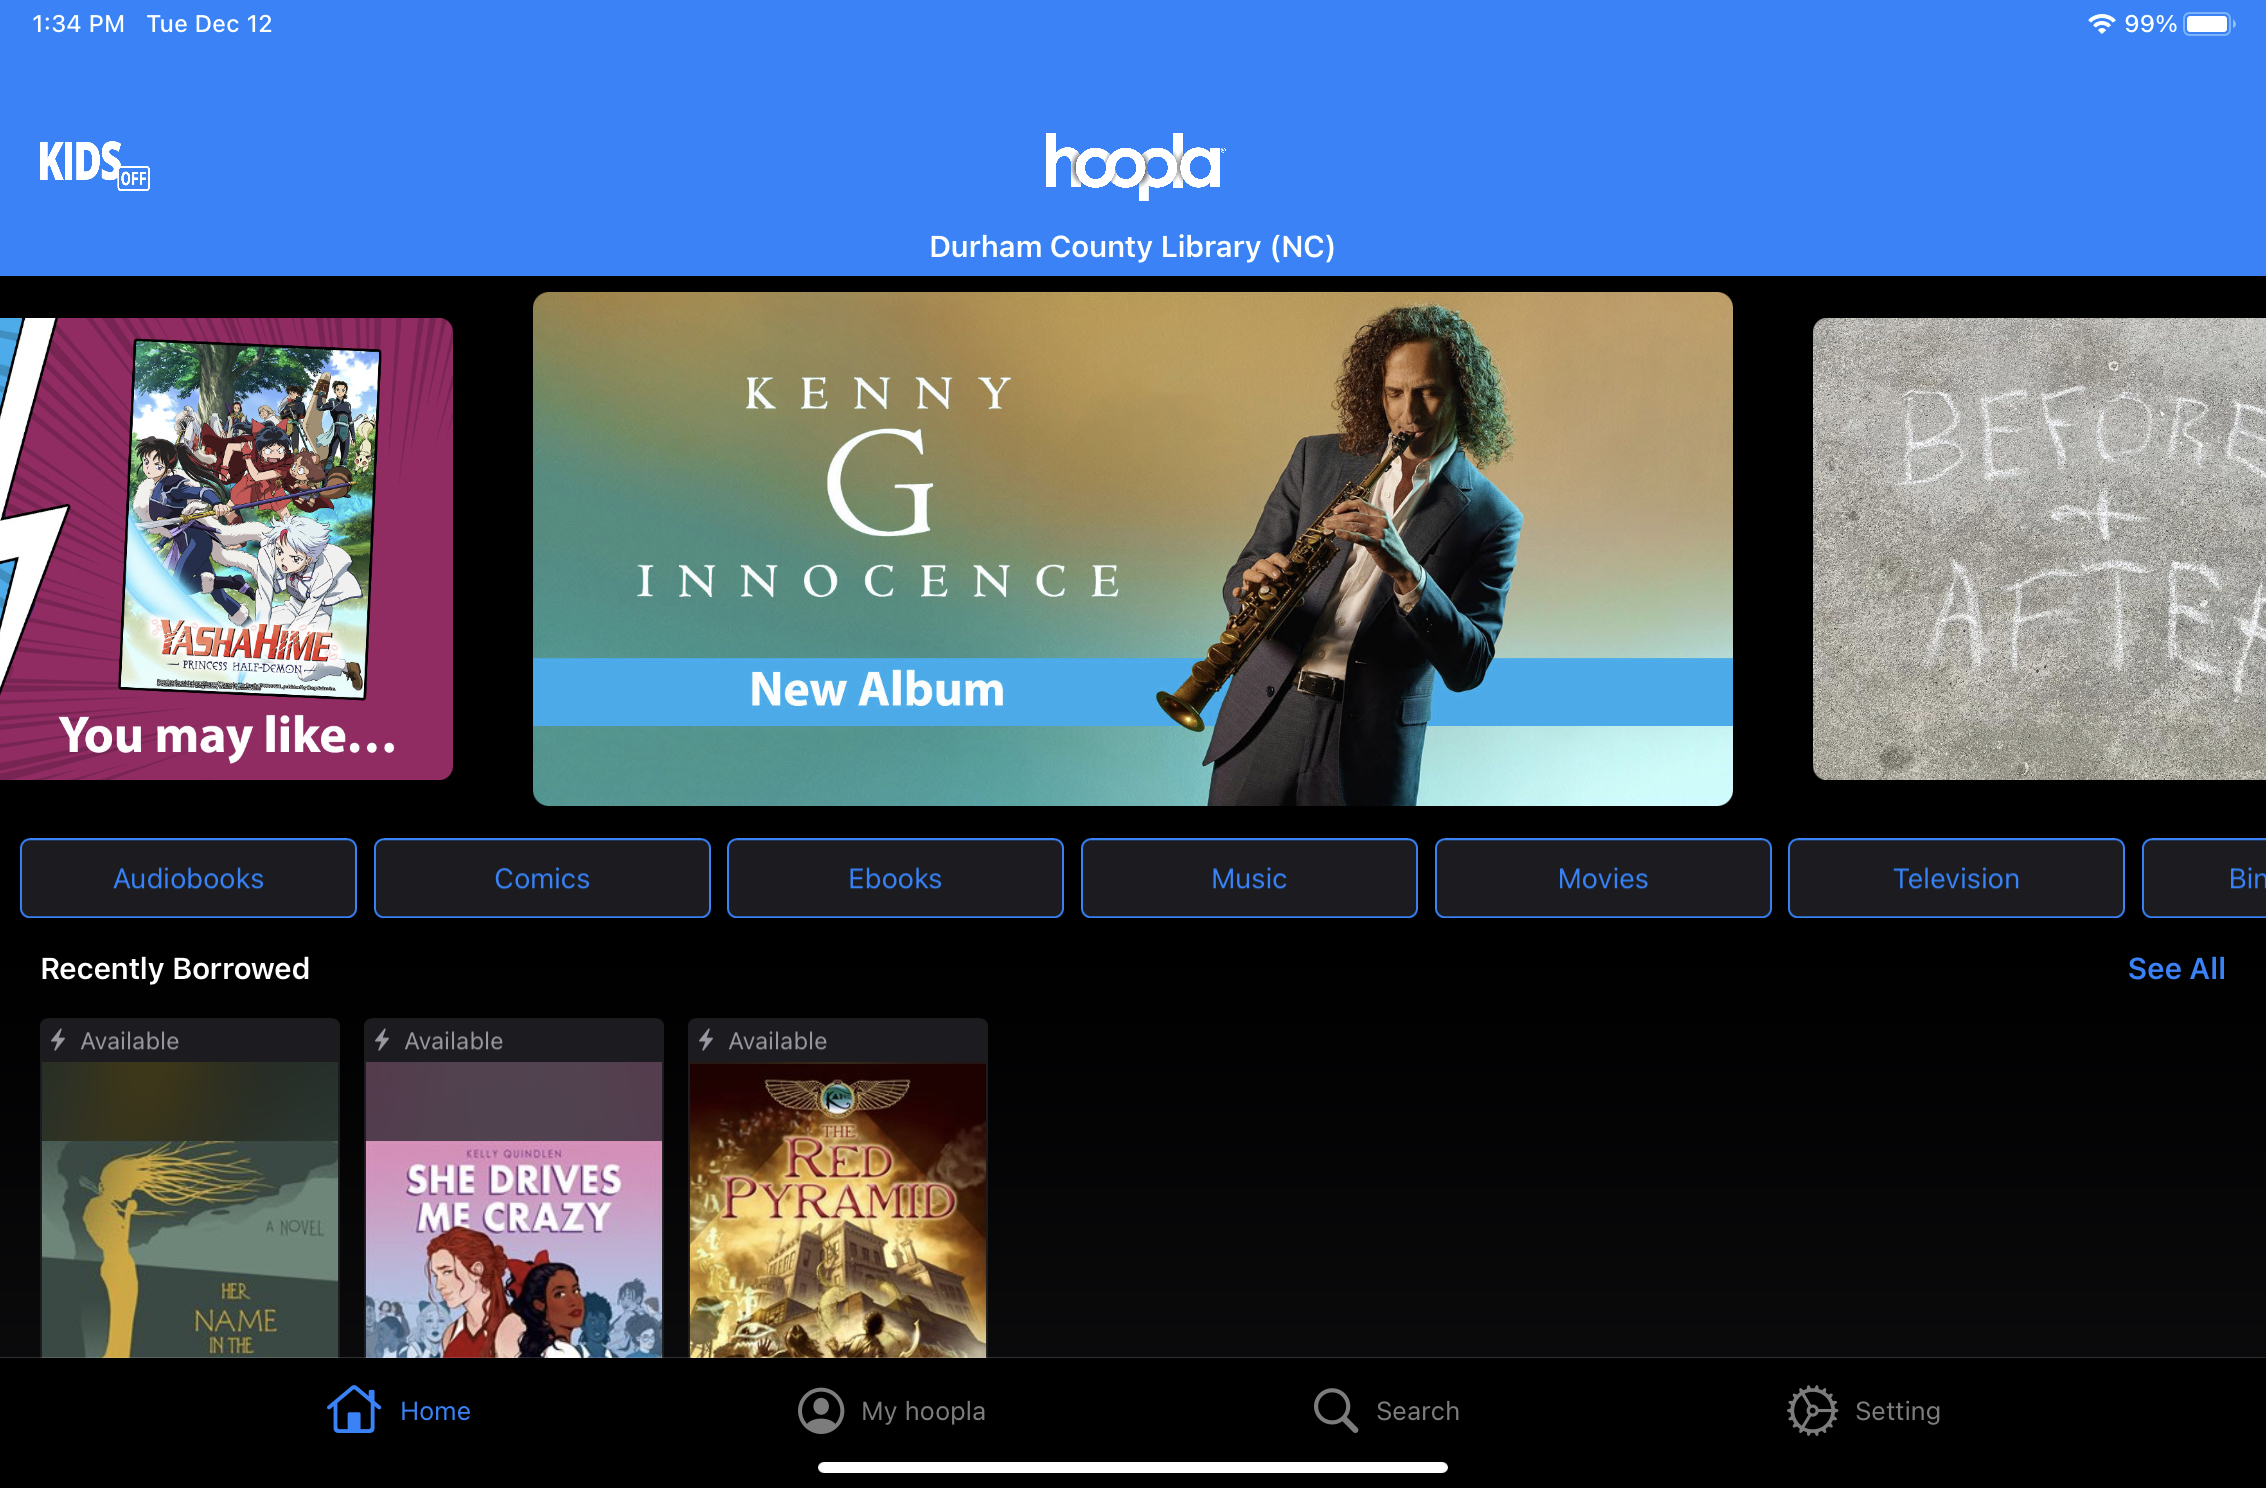 1:34 PM Tue Dec 12
99%
KIDS OFF
hoopla
Durham County Library (NC)
YASHAHIME
PRINCESS HALF-DEMON
You may like...
KENNY
G
INNOCENCE
New Album
BEFORE
+
AFTER
Audiobooks
Comics
Ebooks
Music
Movies
Television
Bin
Recently Borrowed
See All
Available
Available
Available
A NOVEL
HER
NAME
IN THE
KELLY QUINDLEN
SHE DRIVES
ME CRAZY
KANE
THE
RED
PYRAMID
Home
My hoopla
Search
Setting